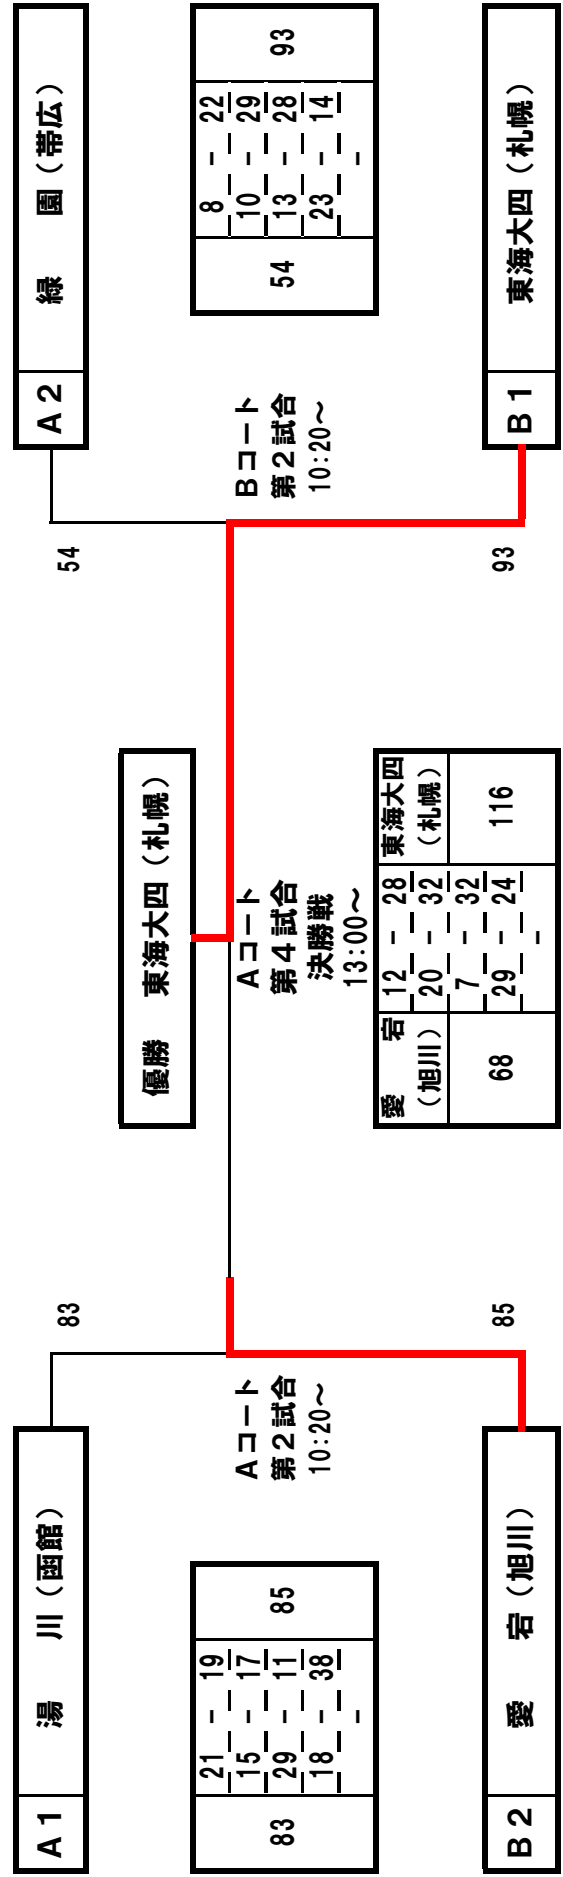 A1 湯 川(函館)
83
54
A2 緑 園(帯広)
優勝 東海大四(札幌)
83
21 - 19
15 - 17
29 - 11
18 - 38
-
85
Aコート
第2試合
10:20～
Aコート
第4試合
決勝戦
13:00～
Bコート
第2試合
10:20～
54
8 - 22
10 - 29
13 - 28
23 - 14
-
93
愛 宕
(旭川)
68
12 - 28
20 - 32
7 - 32
29 - 24
-
東海大四
(札幌)
116
B2 愛 宕(旭川)
85
93
B1 東海大四(札幌)